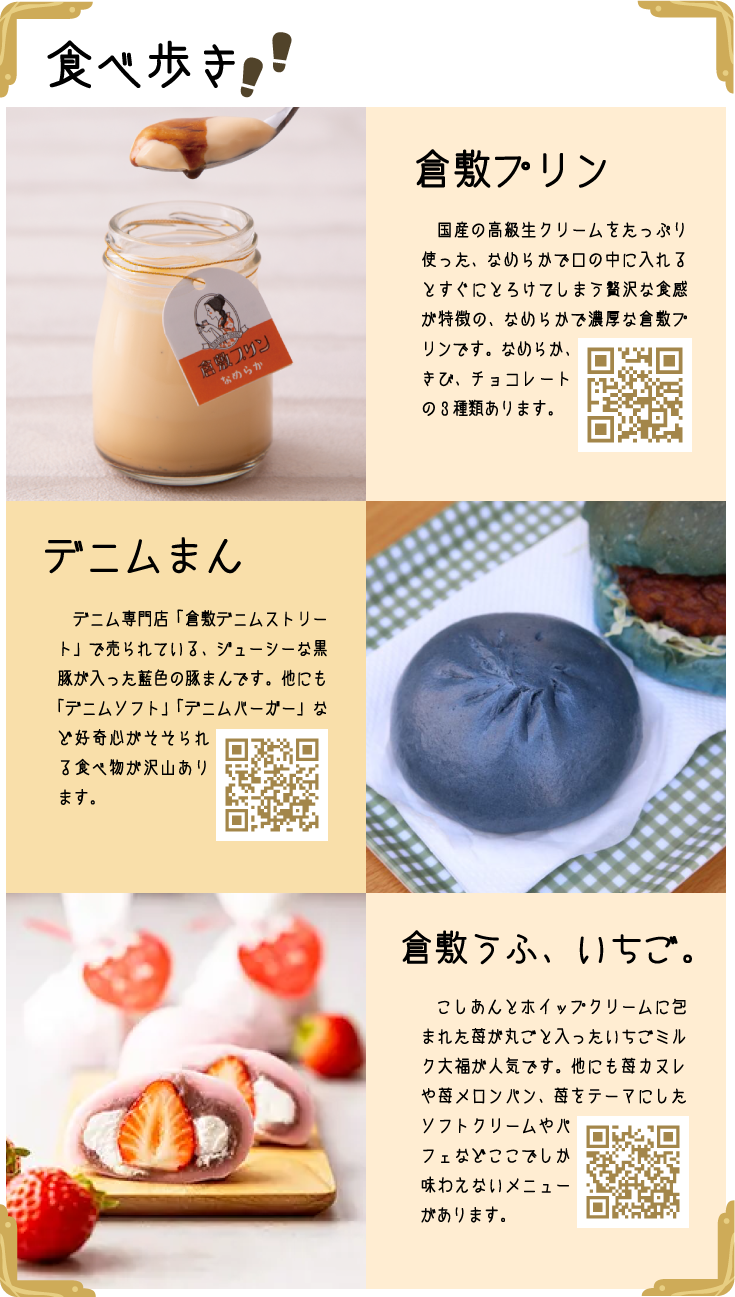 食べ歩き
倉敷プリン
国産の高級生クリームをたっぷり
使った、なめらかで口の中に入れる
とすぐにとろけてしまう贅沢な食感
が特徴の、なめらかで濃厚な倉敷プ
リンです。なめらか、
きび、チョコレート
の3種類あります。
倉敷プリン
なめらか
デニムまん
デニム専門店「倉敷デニムストリー
ト」で売られている、ジューシーな黒
豚が入った藍色の豚まんです。他にも
「デニムソフト」「デニムバーガー」な
ど好奇心がそそられ
る食べ物が沢山あり
ます。
倉敷うふ、いちご。
こしあんとホイップクリームに包
まれた苺が丸ごと入ったいちごミル
ク大福が人気です。他にも苺カヌレ
や苺メロンパン、苺をテーマにした
ソフトクリームやパ
フェなどここでしか
味わえないメニュー
があります。